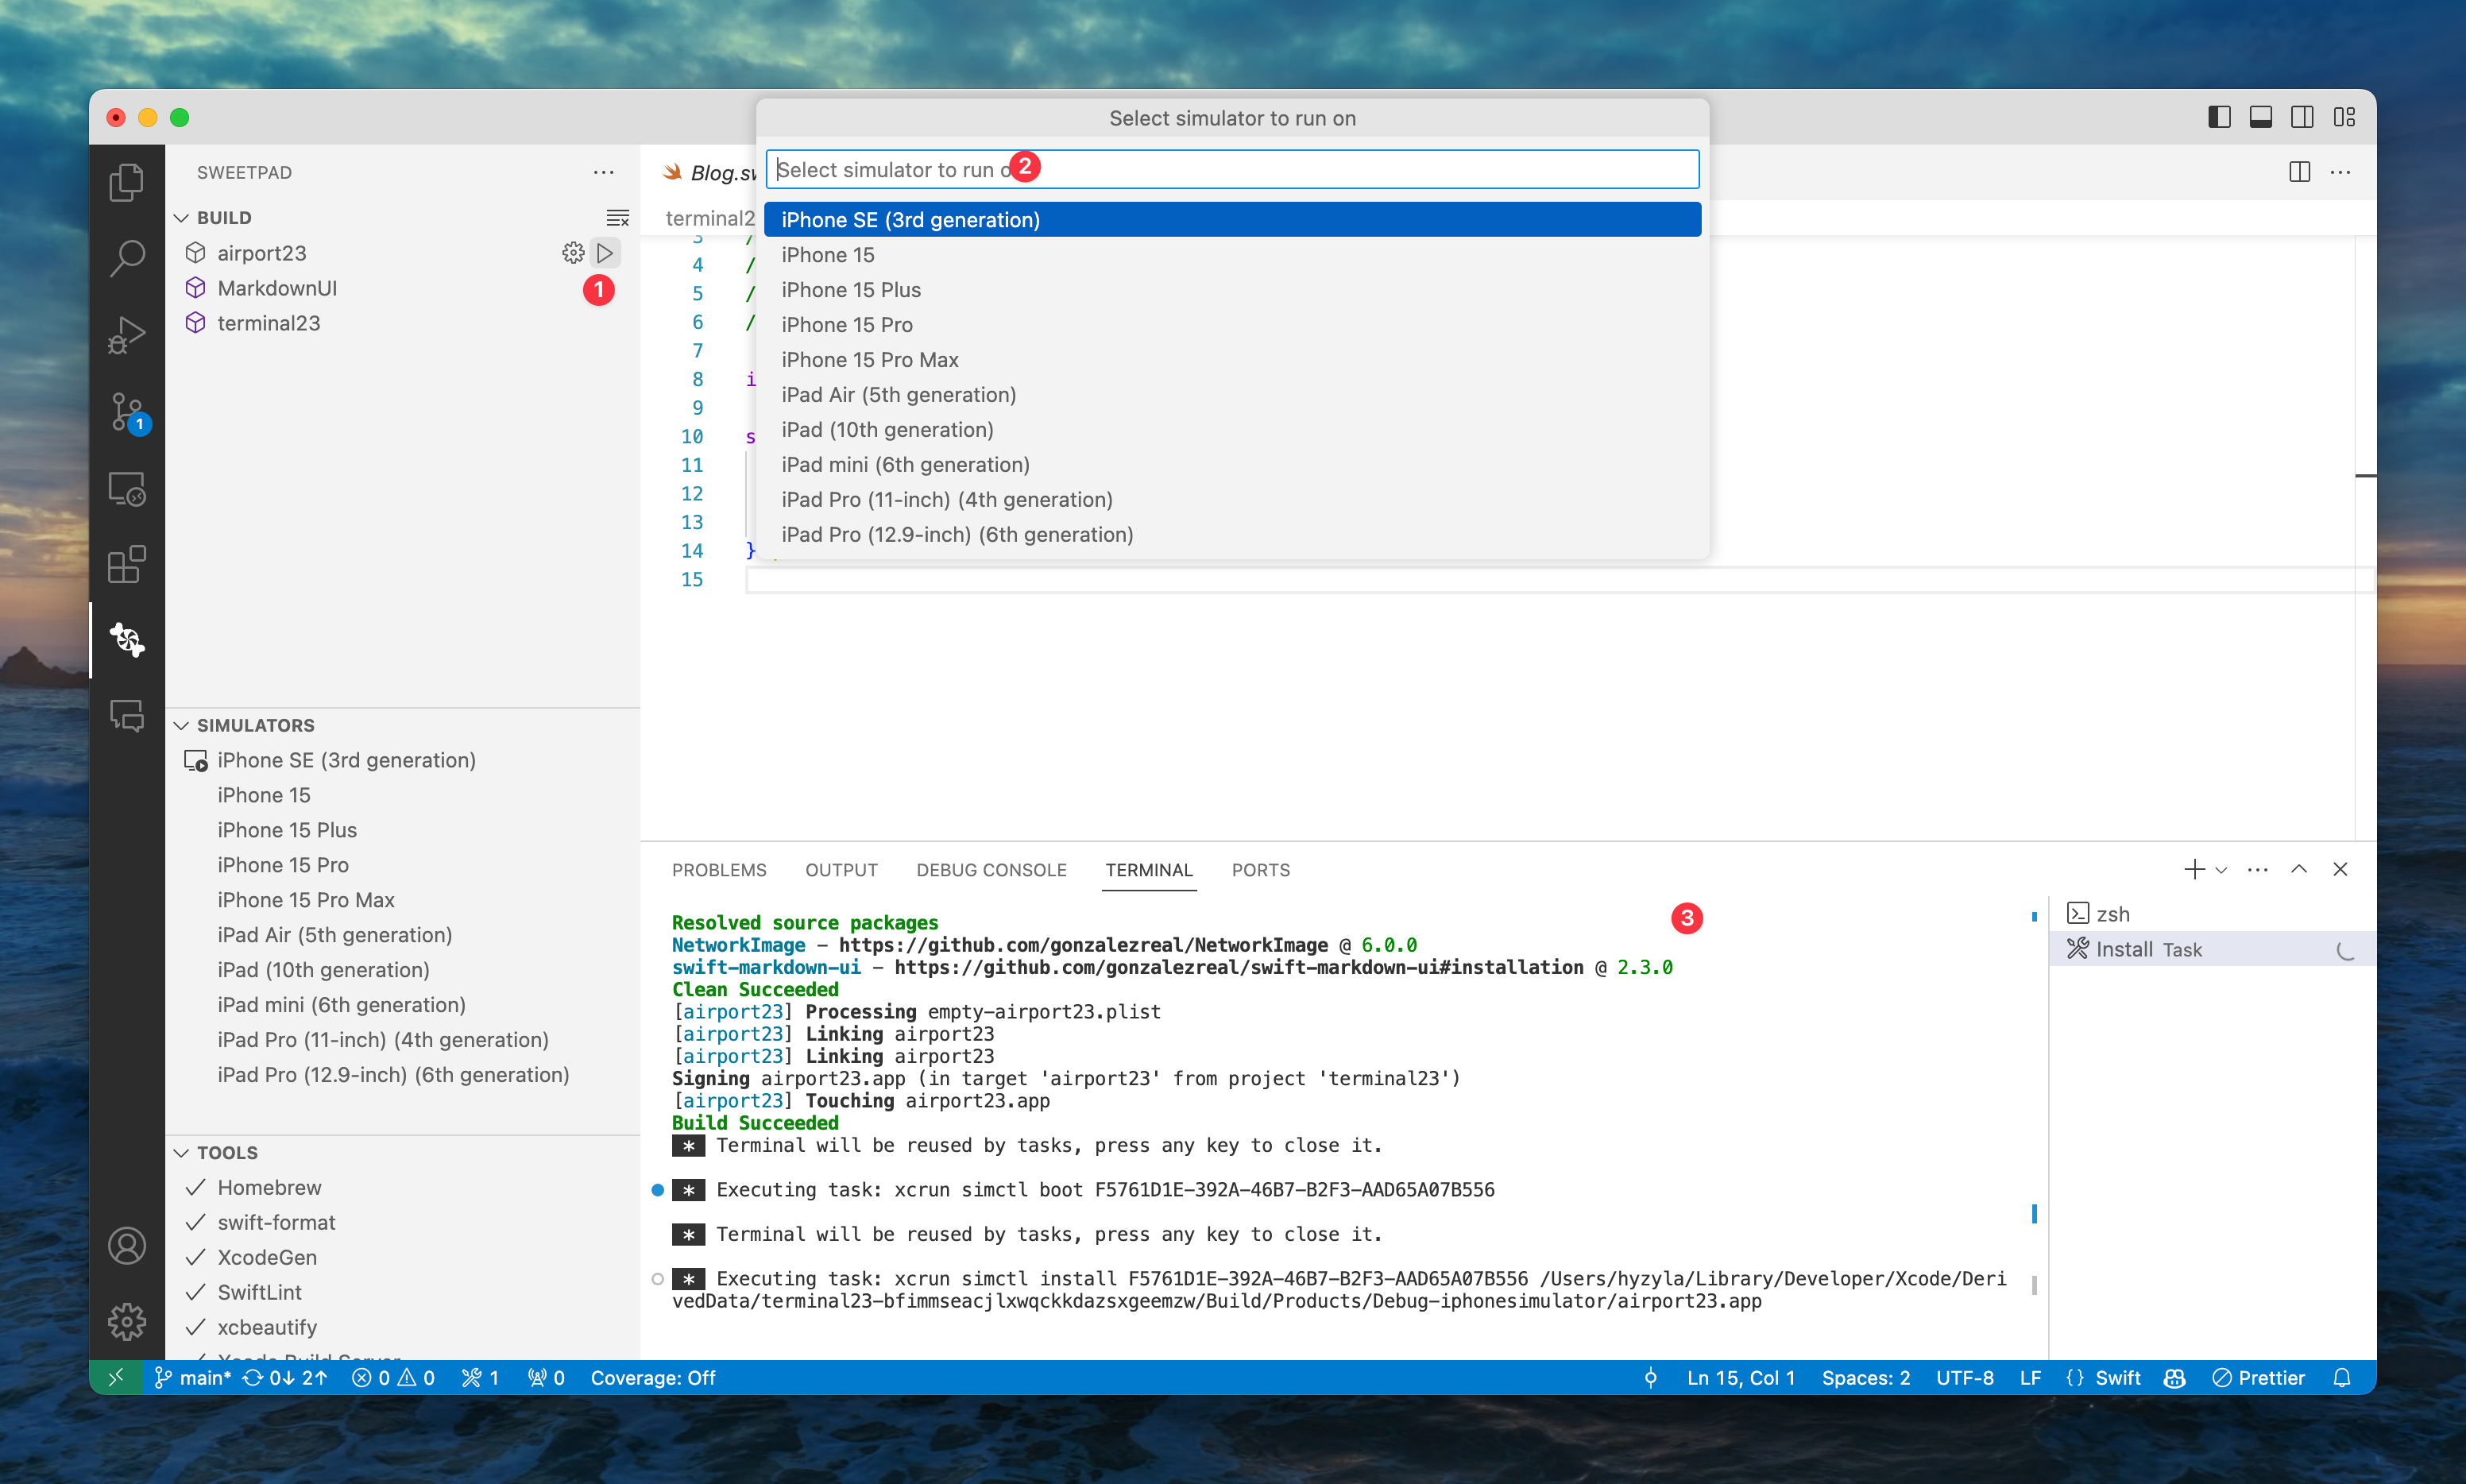 Select simulator to run on
SWEETPAD
BUILD
airport23
MarkdownUI
1
terminal23
1
Select simulator to run o
2
iPhone SE (3rd generation)
iPhone 15
iPhone 15 Plus
iPhone 15 Pro
iPhone 15 Pro Max
iPad Air (5th generation)
iPad (10th generation)
iPad mini (6th generation)
iPad Pro (11-inch) (4th generation)
iPad Pro (12.9-inch) (6th generation)
Blog.sw
terminal2
3 /
4 /
5 /
6 /
7
8 i
9
10 s
11
12
13
14 }
15
SIMULATORS
iPhone SE (3rd generation)
iPhone 15
iPhone 15 Plus
iPhone 15 Pro
iPhone 15 Pro Max
iPad Air (5th generation)
iPad (10th generation)
iPad mini (6th generation)
iPad Pro (11-inch) (4th generation)
iPad Pro (12.9-inch) (6th generation)
TOOLS
Homebrew
swift-format
XcodeGen
SwiftLint
xcbeautify
Xcode Build Server
PROBLEMS OUTPUT DEBUG CONSOLE TERMINAL PORTS
3
Resolved source packages
NetworkImage – https://github.com/gonzalezreal/NetworkImage @ 6.0.0
swift-markdown-ui – https://github.com/gonzalezreal/swift-markdown-ui#installation @ 2.3.0
Clean Succeeded
[airport23] Processing empty-airport23.plist
[airport23] Linking airport23
[airport23] Linking airport23
Signing airport23.app (in target 'airport23' from project 'terminal23')
[airport23] Touching airport23.app
Build Succeeded
* Terminal will be reused by tasks, press any key to close it.
* Executing task: xcrun simctl boot F5761D1E-392A-46B7-B2F3-AAD65A07B556
* Terminal will be reused by tasks, press any key to close it.
* Executing task: xcrun simctl install F5761D1E-392A-46B7-B2F3-AAD65A07B556 /Users/hyzyla/Library/Developer/Xcode/Deri
vedData/terminal23-bfimmseacjlxwqckkdazsxgeemzw/Build/Products/Debug-iphonesimulator/airport23.app
zsh
Install Task
main* 0↓ 2↑ 0 0 1 0 Coverage: Off Ln 15, Col 1 Spaces: 2 UTF-8 LF {} Swift Prettier